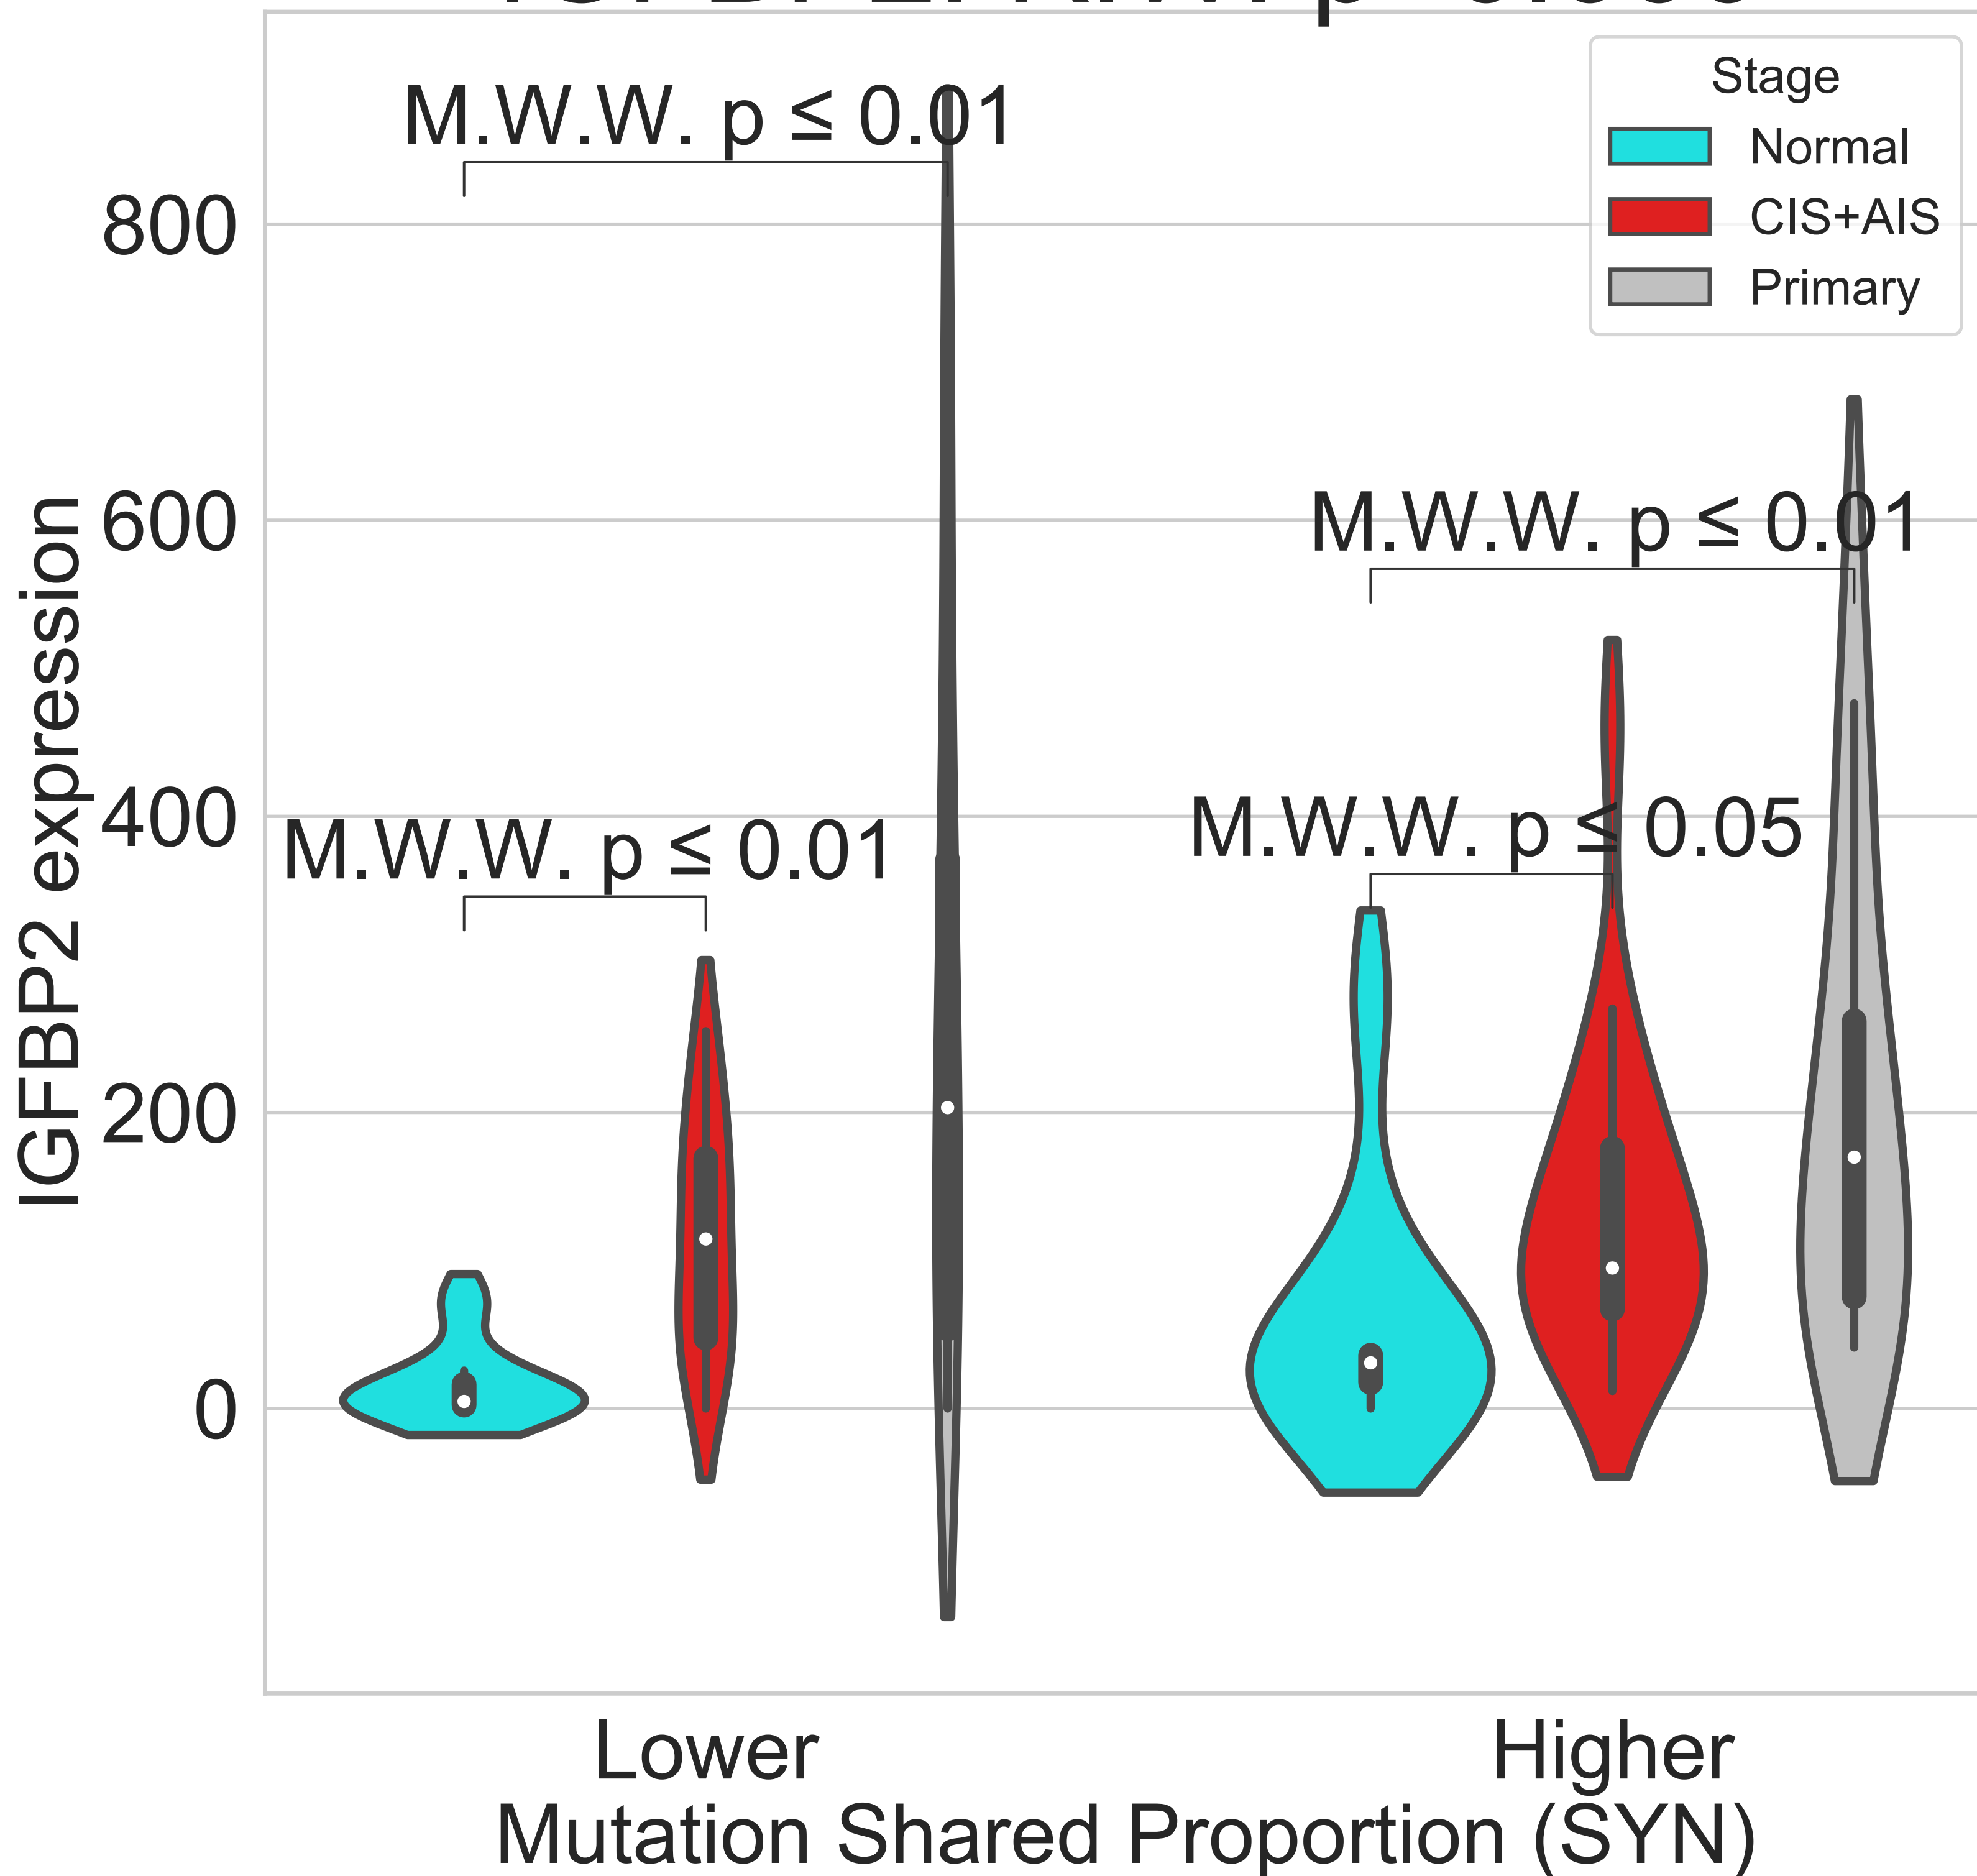 Stage
Normal
CIS+AIS
Primary
M.W.W. p ≤ 0.01
M.W.W. p ≤ 0.01
M.W.W. p ≤ 0.01
M.W.W. p ≤ 0.05
800
600
400
200
0
IGFBP2 expression
Lower
Higher
Mutation Shared Proportion (SYN)